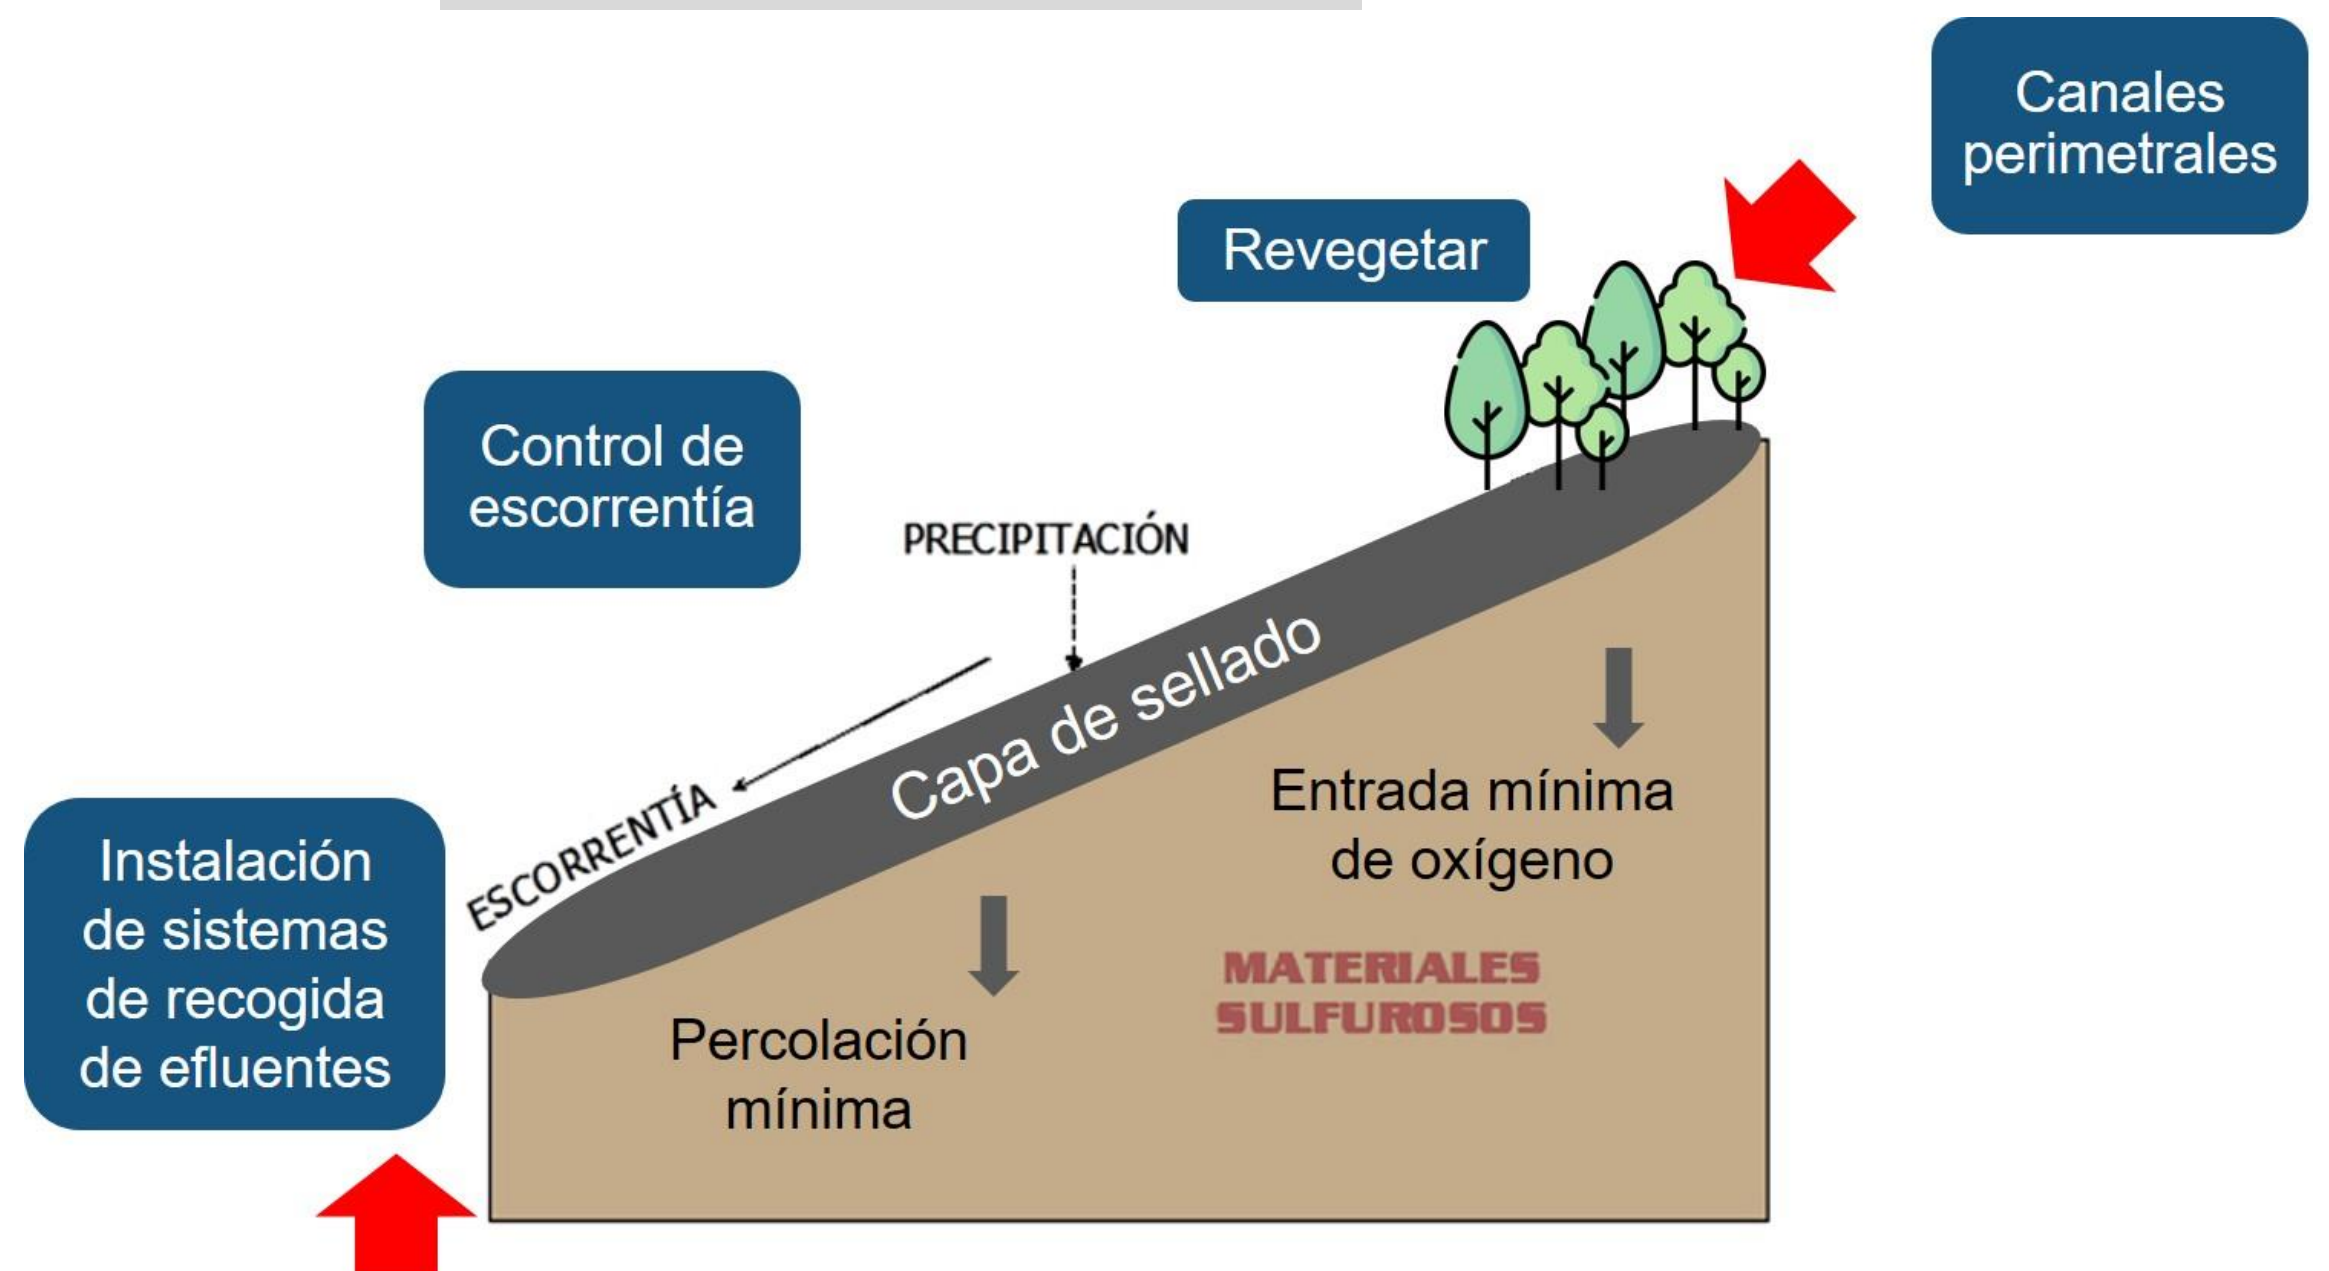 Canales
perimetrales
Revegetar
Control de
escorrentía
PRECIPITACIÓN
Capa de sellado
ESCORRENTÍA
Entrada mínima
de oxígeno
Instalación
de sistemas
de recogida
de efluentes
MATERIALES
SULFUROSOS
Percolación
mínima